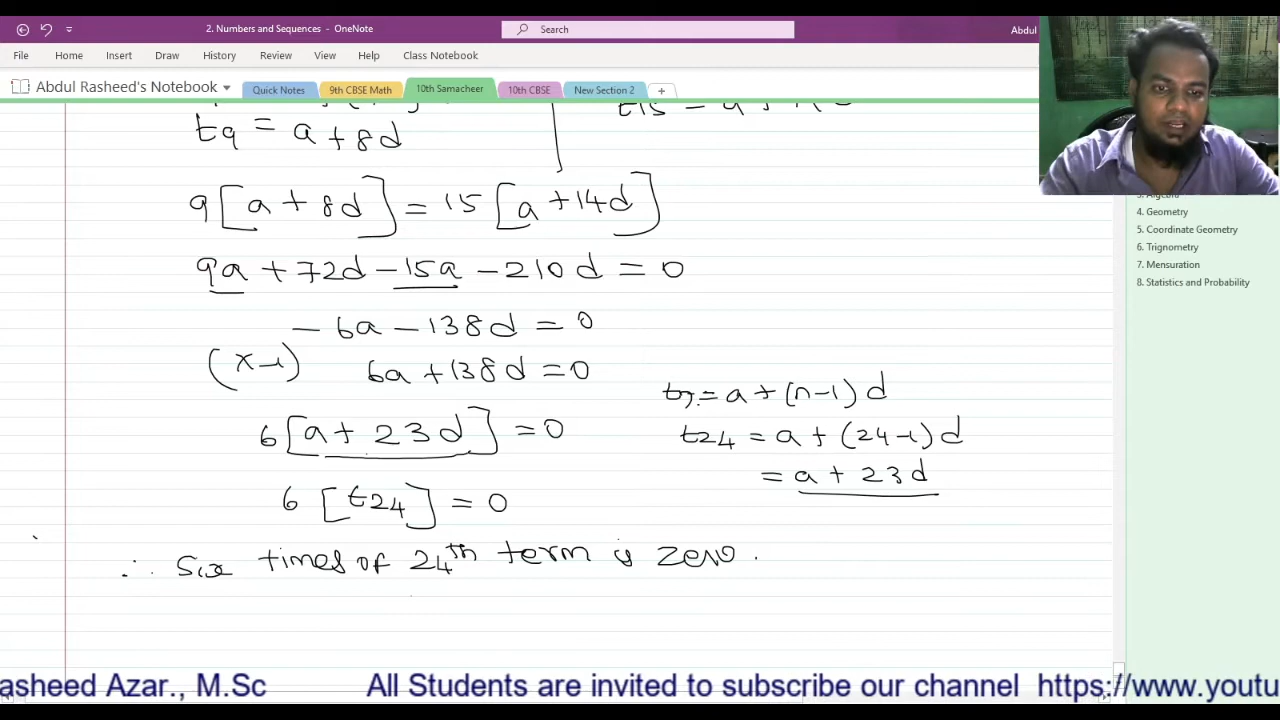 2. Numbers and Sequences - OneNote
Search
Abdul
File Home Insert Draw History Review View Help Class Notebook
Abdul Rasheed's Notebook
Quick Notes
9th CBSE Math
10th Samacheer
10th CBSE
New Section 2
t9 = a + 8d
9[a + 8d] = 15[a + 14d]
9a + 72d - 15a - 210d = 0
- 6a - 138d = 0
(x-1) 6a + 138d = 0
6[a + 23d] = 0
6[t24] = 0
∴ Six times of 24th term is zero.
= a + (n-1)d
t24 = a + (24-1)d
= a + 23d
4. Geometry
5. Coordinate Geometry
6. Trignometry
7. Mensuration
8. Statistics and Probability
asheed Azar., M.Sc All Students are invited to subscribe our channel https://www.youtu